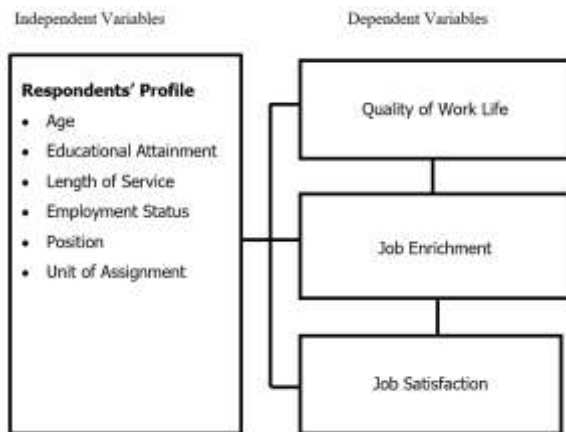 Independent Variables
Dependent Variables
Respondents' Profile
• Age
• Educational Attainment
• Length of Service
• Employment Status
• Position
• Unit of Assignment
Quality of Work Life
Job Enrichment
Job Satisfaction